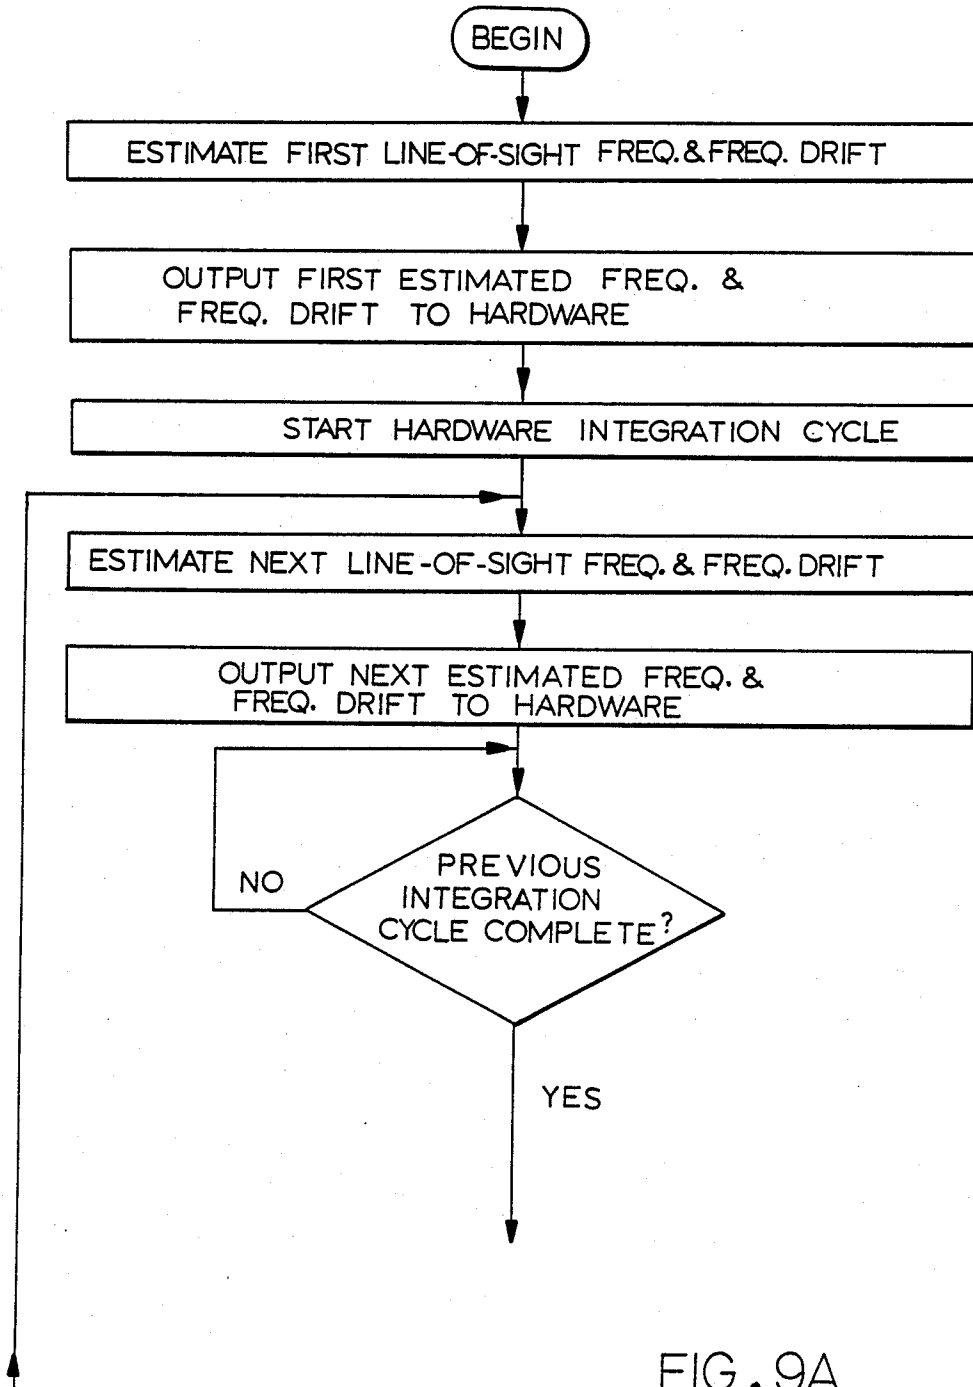 BEGIN
ESTIMATE FIRST LINE-OF-SIGHT FREQ. & FREQ. DRIFT
OUTPUT FIRST ESTIMATED FREQ. &
FREQ. DRIFT TO HARDWARE
START HARDWARE INTEGRATION CYCLE
ESTIMATE NEXT LINE-OF-SIGHT FREQ. & FREQ. DRIFT
OUTPUT NEXT ESTIMATED FREQ. &
FREQ. DRIFT TO HARDWARE
PREVIOUS
INTEGRATION
CYCLE COMPLETE?
NO
YES
FIG. 9A